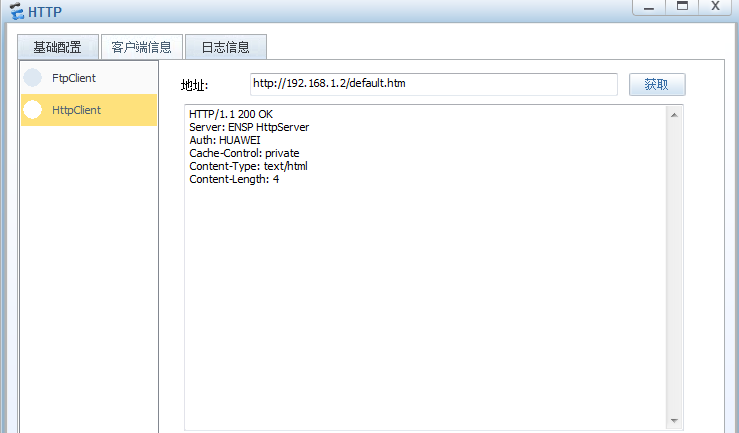 HTTP
基础配置 客户端信息 日志信息
FtpClient
HttpClient
地址: http://192.168.1.2/default.htm 获取
HTTP/1.1 200 OK
Server: ENSP HttpServer
Auth: HUAWEI
Cache-Control: private
Content-Type: text/html
Content-Length: 4